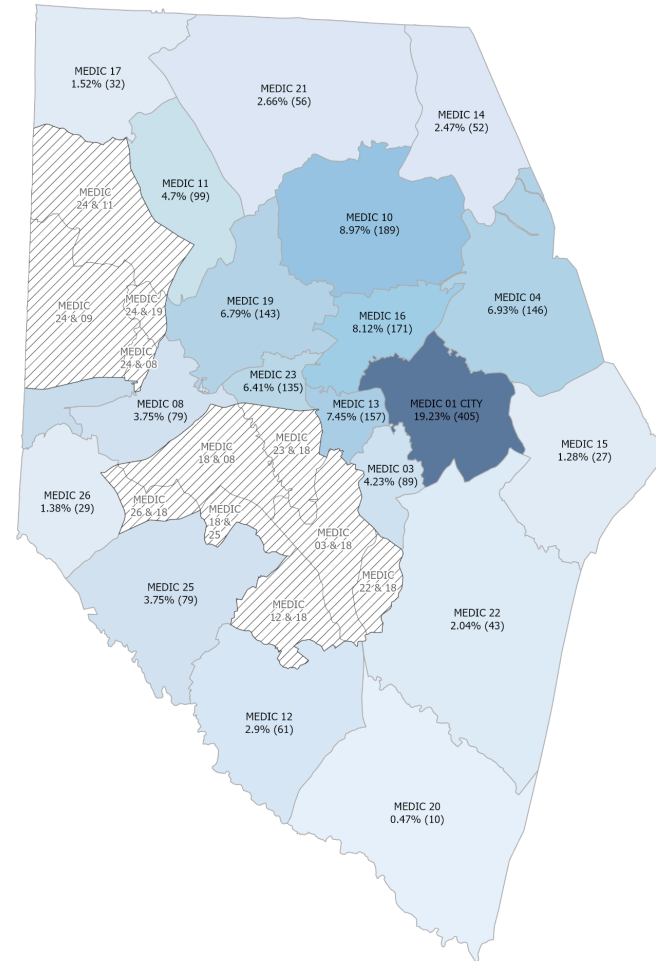 MEDIC 17
1.52% (32)
MEDIC 21
2.66% (56)
MEDIC 14
2.47% (52)
MEDIC
24 & 11
MEDIC 11
4.7% (99)
MEDIC 10
8.97% (189)
MEDIC
24 & 09
MEDIC
24 & 19
MEDIC 19
6.79% (143)
MEDIC 16
8.12% (171)
MEDIC 04
6.93% (146)
MEDIC
24 & 08
MEDIC 23
6.41% (135)
MEDIC 08
3.75% (79)
MEDIC 13
7.45% (157)
MEDIC 01 CITY
19.23% (405)
MEDIC 15
1.28% (27)
MEDIC
18 & 08
MEDIC
23 & 18
MEDIC 03
4.23% (89)
MEDIC 26
1.38% (29)
MEDIC
26 & 18
MEDIC
18 &
25
MEDIC
03 & 18
MEDIC
22 & 18
MEDIC 25
3.75% (79)
MEDIC
12 & 18
MEDIC 22
2.04% (43)
MEDIC 12
2.9% (61)
MEDIC 20
0.47% (10)